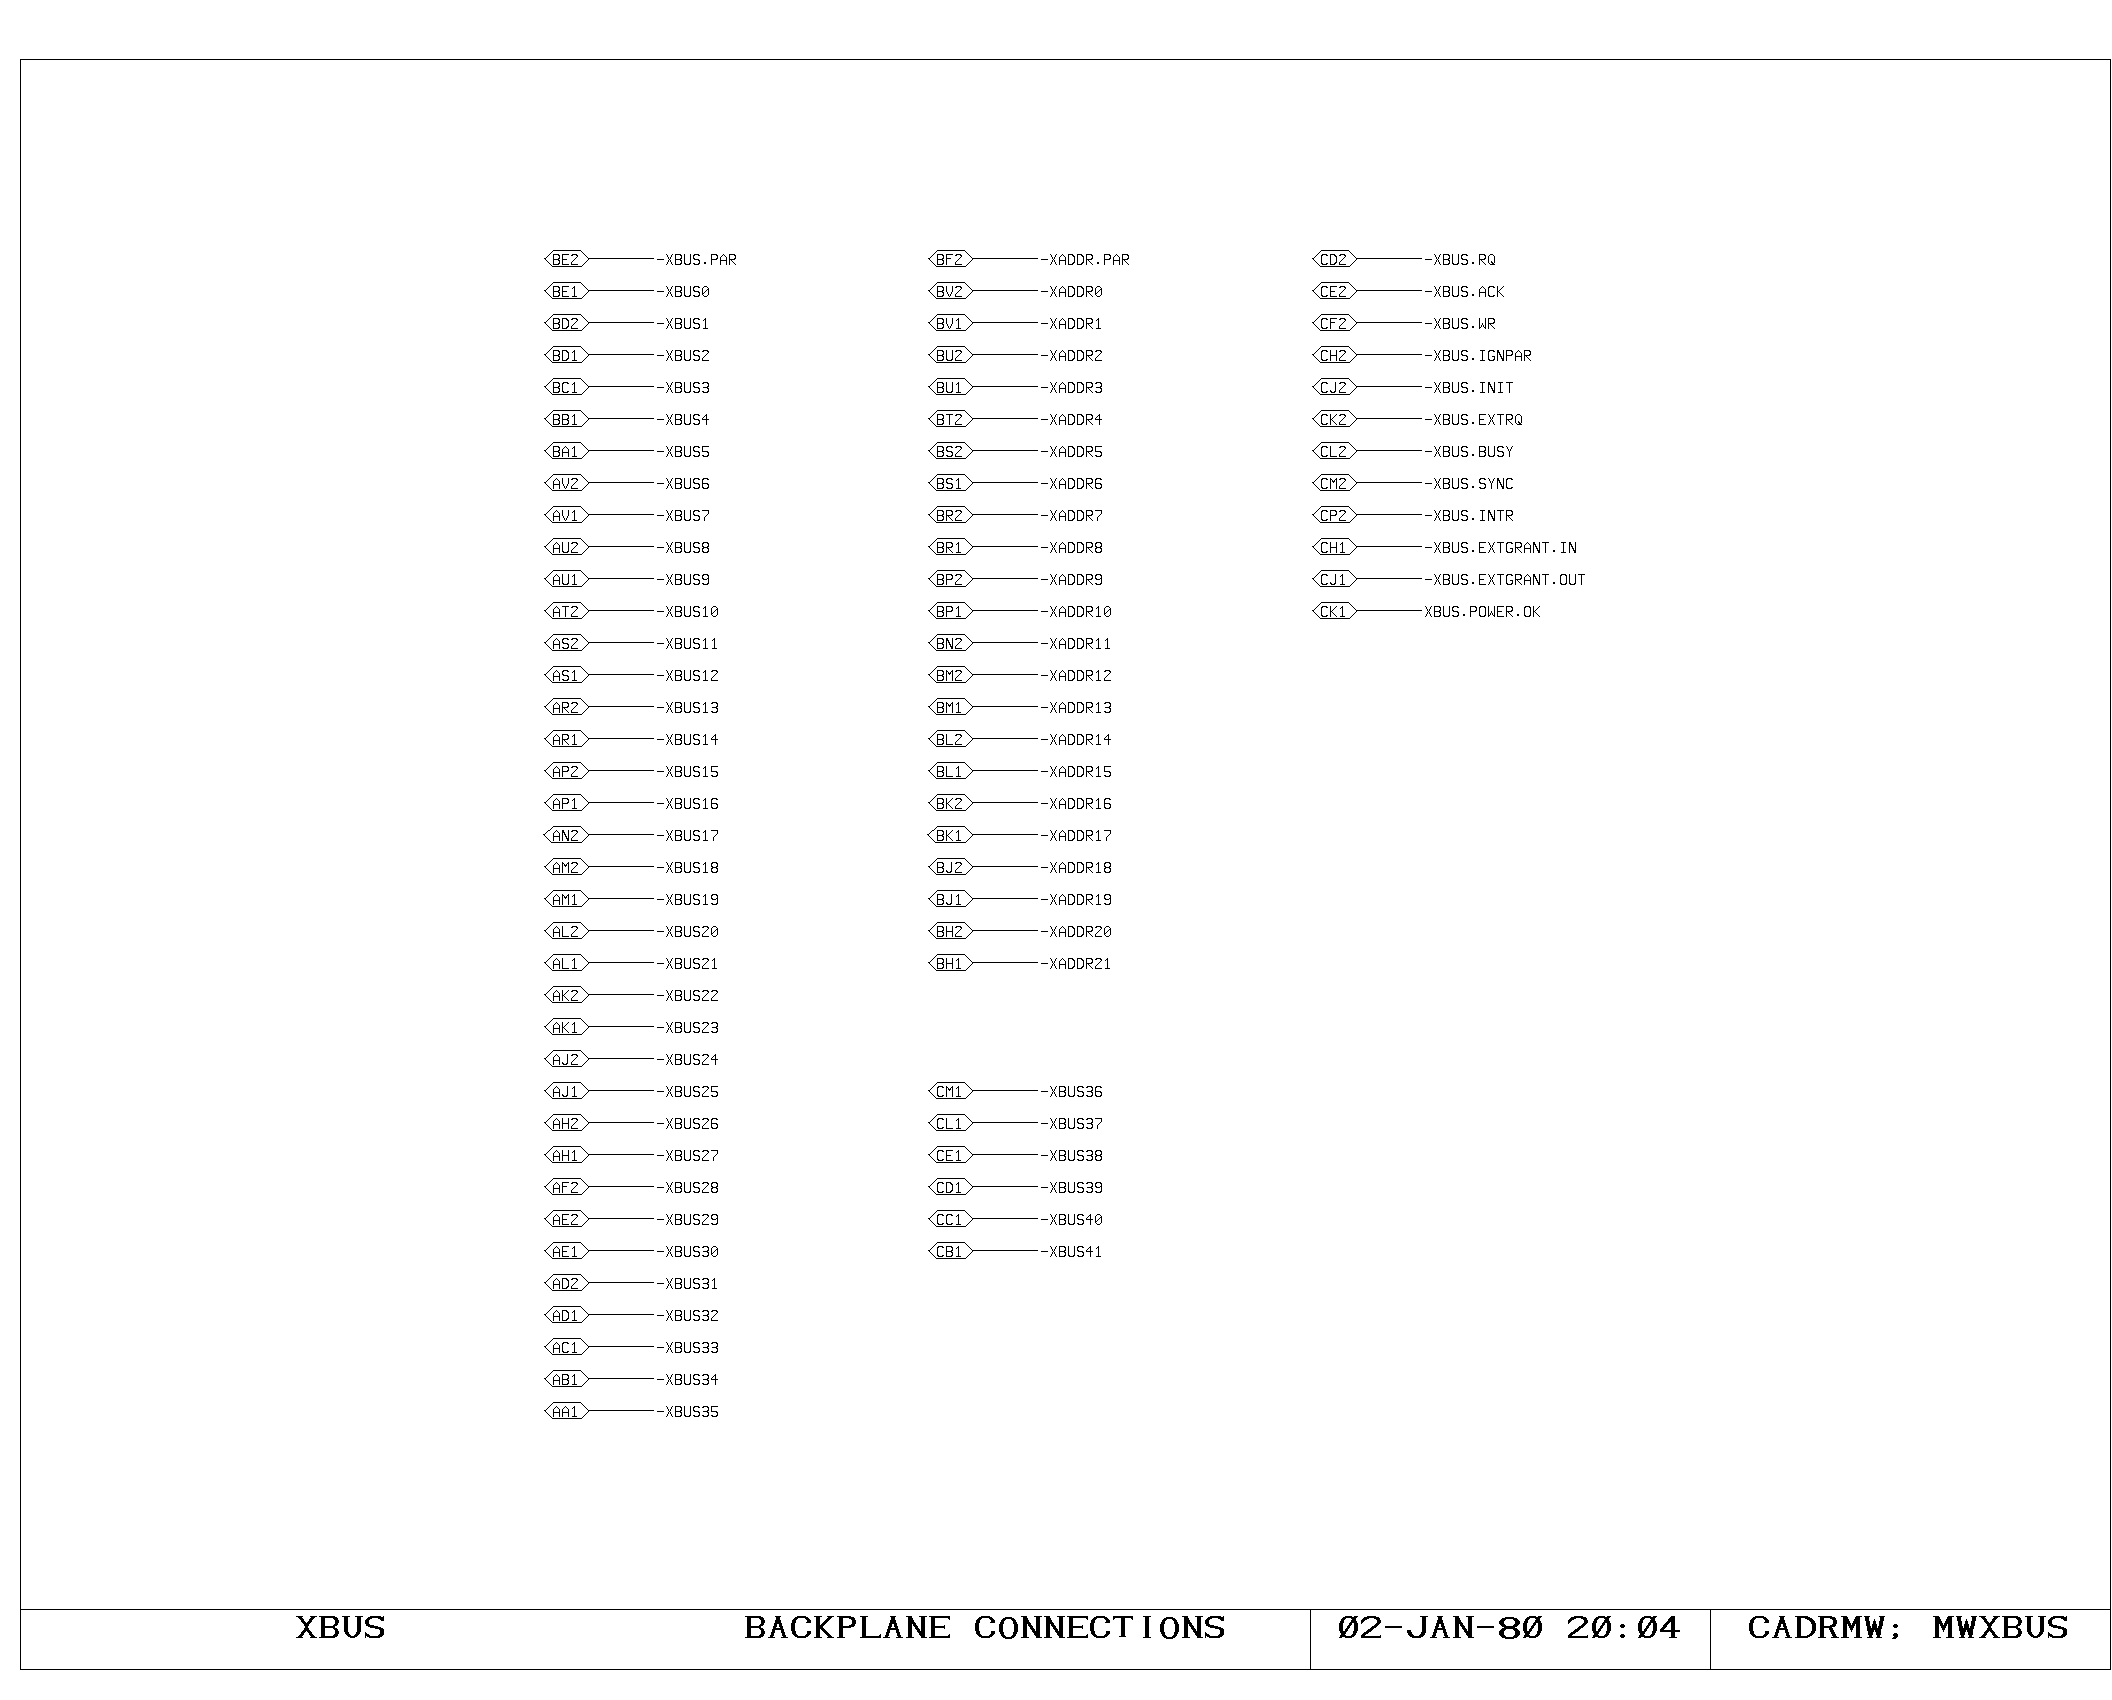 BE2 -XBUS.PAR BF2 -XADDR.PAR CD2 -XBUS.RQ
BE1 -XBUS0 BV2 -XADDR0 CE2 -XBUS.ACK
BD2 -XBUS1 BV1 -XADDR1 CF2 -XBUS.WR
BD1 -XBUS2 BU2 -XADDR2 CH2 -XBUS.IGNPAR
BC1 -XBUS3 BU1 -XADDR3 CJ2 -XBUS.INIT
BB1 -XBUS4 BT2 -XADDR4 CK2 -XBUS.EXTRQ
BA1 -XBUS5 BS2 -XADDR5 CL2 -XBUS.BUSY
AV2 -XBUS6 BS1 -XADDR6 CM2 -XBUS.SYNC
AV1 -XBUS7 BR2 -XADDR7 CP2 -XBUS.INTR
AU2 -XBUS8 BR1 -XADDR8 CH1 -XBUS.EXTGRANT.IN
AU1 -XBUS9 BP2 -XADDR9 CJ1 -XBUS.EXTGRANT.OUT
AT2 -XBUS10 BP1 -XADDR10 CK1 XBUS.POWER.OK
AS2 -XBUS11 BN2 -XADDR11
AS1 -XBUS12 BM2 -XADDR12
AR2 -XBUS13 BM1 -XADDR13
AR1 -XBUS14 BL2 -XADDR14
AP2 -XBUS15 BL1 -XADDR15
AP1 -XBUS16 BK2 -XADDR16
AN2 -XBUS17 BK1 -XADDR17
AM2 -XBUS18 BJ2 -XADDR18
AM1 -XBUS19 BJ1 -XADDR19
AL2 -XBUS20 BH2 -XADDR20
AL1 -XBUS21 BH1 -XADDR21
AK2 -XBUS22
AK1 -XBUS23
AJ2 -XBUS24
AJ1 -XBUS25 CM1 -XBUS36
AH2 -XBUS26 CL1 -XBUS37
AH1 -XBUS27 CE1 -XBUS38
AF2 -XBUS28 CD1 -XBUS39
AE2 -XBUS29 CC1 -XBUS40
AE1 -XBUS30 CB1 -XBUS41
AD2 -XBUS31
AD1 -XBUS32
AC1 -XBUS33
AB1 -XBUS34
AA1 -XBUS35
XBUS BACKPLANE CONNECTIONS 02-JAN-80 20:04 CADRMW; MWXBUS